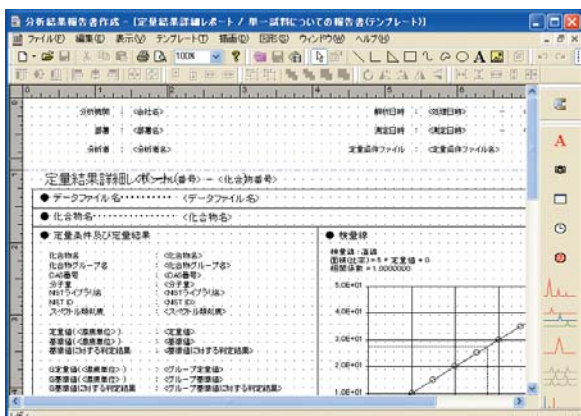 分析結果報告書作成 - [定量結果詳細レポート / 単一試料についての報告書(テンプレート)]
ファイル(F) 編集(E) 表示(V) テンプレート(T) 描画(D) 図形(S) ウィンドウ(W) ヘルプ(H)
100%
分析機関 : <会社名> 解析日時 : <処理日時>
部署 : <部署名> 測定日時 : <測定日時>
分析者 : <分析者名> 定量条件ファイル : <定量条件ファイル名>
定量結果詳細レポート(番号) - <化合物番号>
● データファイル名・・・・・・・・・・ <データファイル名>
● 化合物名・・・・・・・・・・・・・・ <化合物名>
● 定量条件及び定量結果
● 検量線
化合物名 : <化合物名>
化合物グループ名 : <化合物グループ名>
CAS番号 : <CAS番号>
分子量 : <分子量>
NISTライブラリ名 : <NISTライブラリ名>
NIST ID : <NIST ID>
スペクトル類似度 : <スペクトル類似度>
定量値(<濃度単位>) : <定量値>
基準値(<濃度単位>) : <基準値>
基準値に対する判定結果 : <基準値に対する判定結果>
G定量値(<濃度単位>) : <グループ定量値>
G基準値(<濃度単位>) : <グループ基準値>
G基準値に対する判定結果 : <グループ基準値に対する判定結果>
検量線 : 直線
面積(比率)=5 * 定量値 + 0
相関係数 = 1.0000000
5.0E+01
4.0E+01
3.0E+01
2.0E+01
1.0E+01